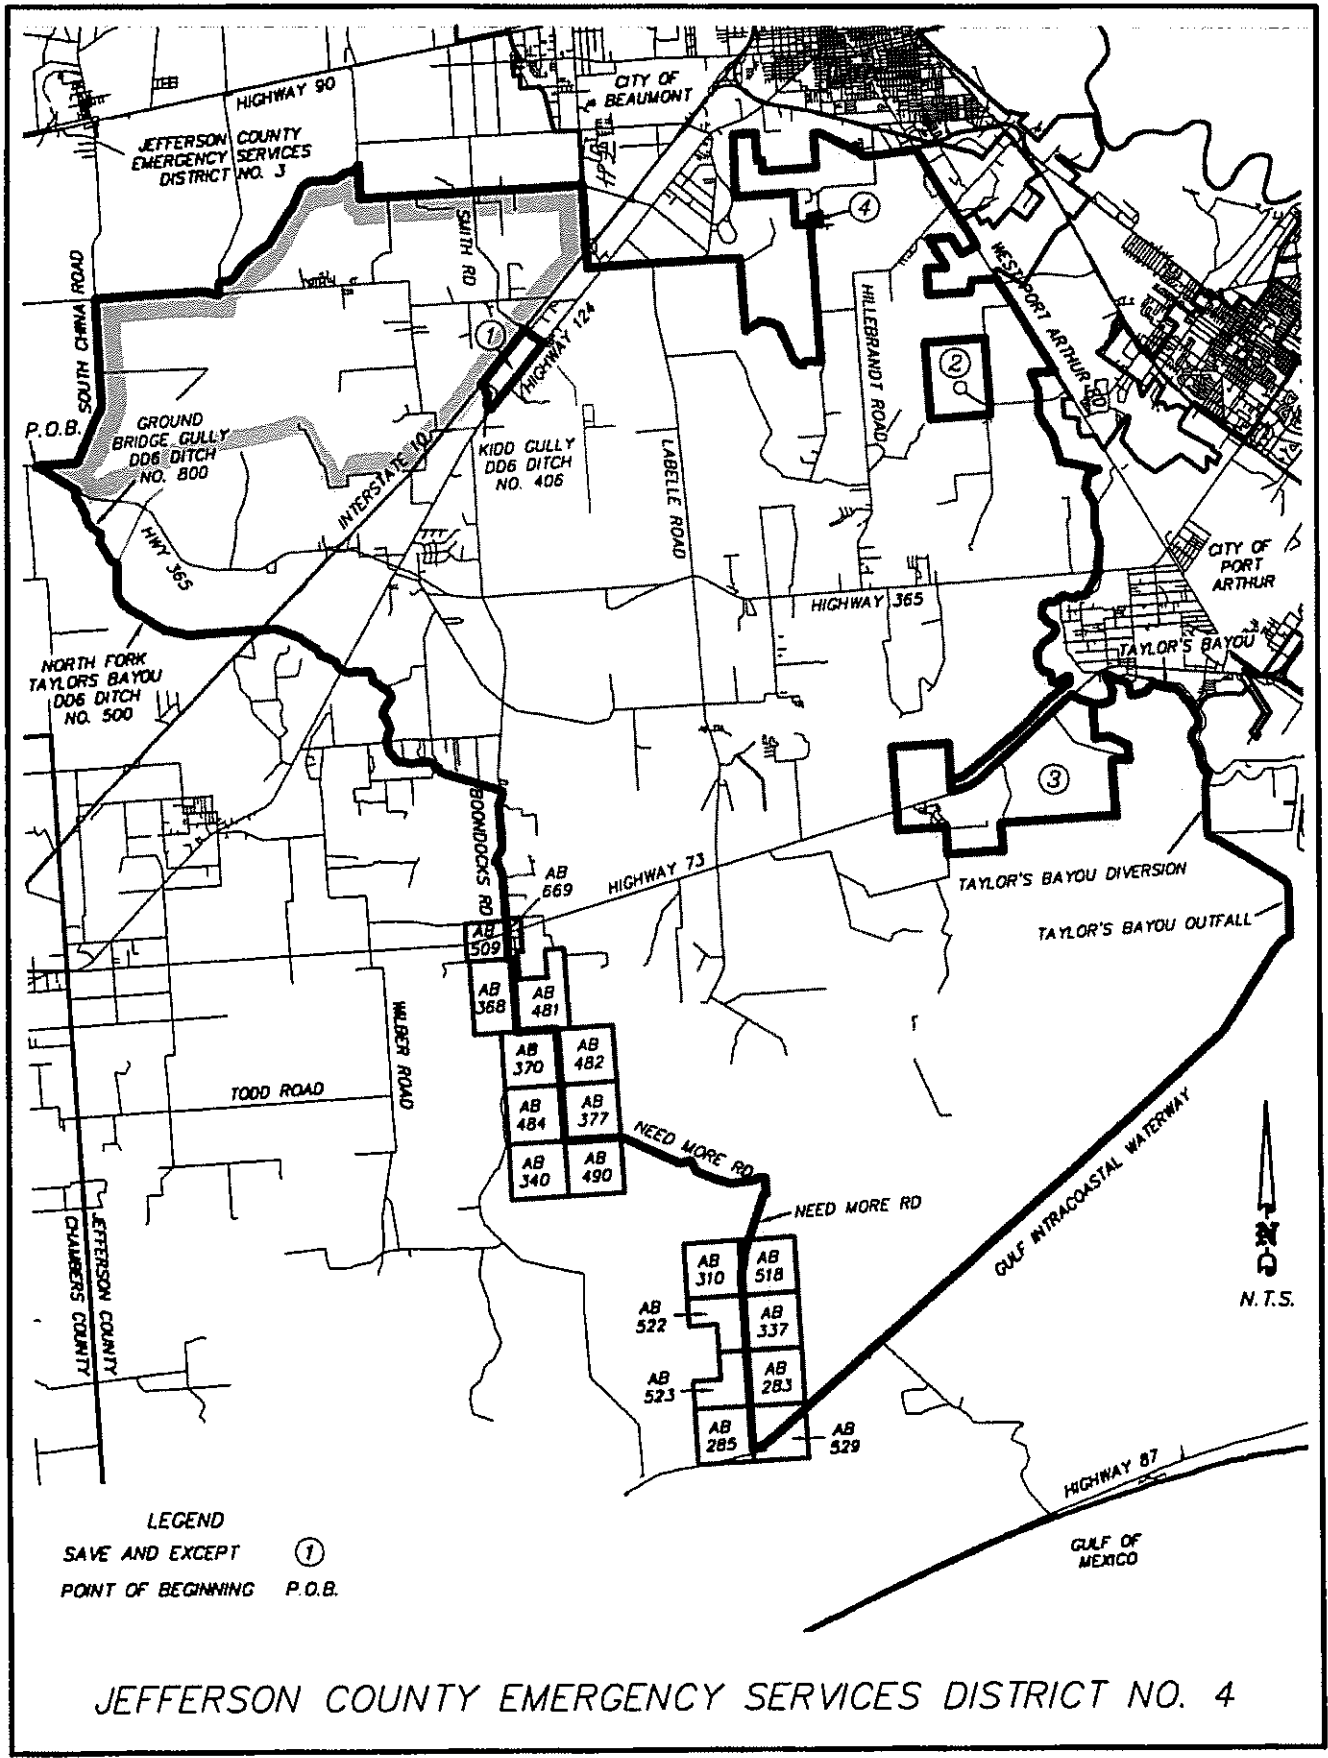 HIGHWAY 90
CITY OF
BEAUMONT
JEFFERSON COUNTY
EMERGENCY SERVICES
DISTRICT NO. 3
4
SMITH RD
SOUTH CHINA ROAD
WEST PORT ARTHUR
1
HIGHWAY 124
HILLEBRANDT ROAD
2
P.O.B.
GROUND
BRIDGE GULLY
DD6 DITCH
NO. 800
INTERSTATE 10
KIDD GULLY
DD6 DITCH
NO. 406
LABELLE ROAD
HWY 365
CITY OF
PORT
ARTHUR
HIGHWAY 365
TAYLOR'S BAYOU
NORTH FORK
TAYLORS BAYOU
DD6 DITCH
NO. 500
3
BOONDOCKS RD
HIGHWAY 73
AB
669
TAYLOR'S BAYOU DIVERSION
TAYLOR'S BAYOU OUTFALL
AB
509
AB
368
AB
481
WILBER ROAD
AB
370
AB
482
TODD ROAD
AB
484
AB
377
NEED MORE RD
AB
340
AB
490
NEED MORE RD
GULF INTRACOASTAL WATERWAY
JEFFERSON COUNTY
CHAMBERS COUNTY
AB
310
AB
518
N.T.S.
AB
522
AB
337
AB
523
AB
283
AB
285
AB
529
HIGHWAY 87
GULF OF
MEXICO
LEGEND
SAVE AND EXCEPT 1
POINT OF BEGINNING P.O.B.
JEFFERSON COUNTY EMERGENCY SERVICES DISTRICT NO. 4